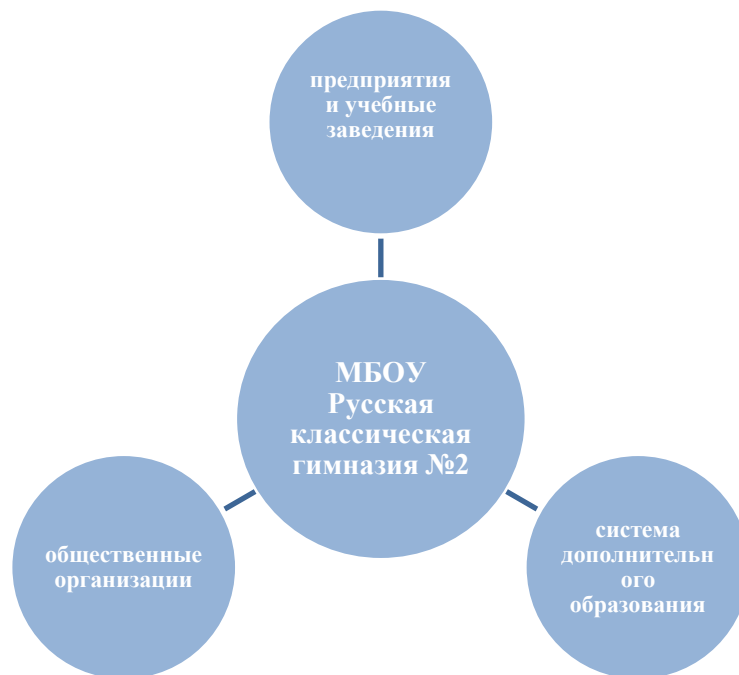 предприятия
и учебные
заведения
МБОУ
Русская
классическая
гимназия №2
общественные
организации
система
дополнительн
ого
образования